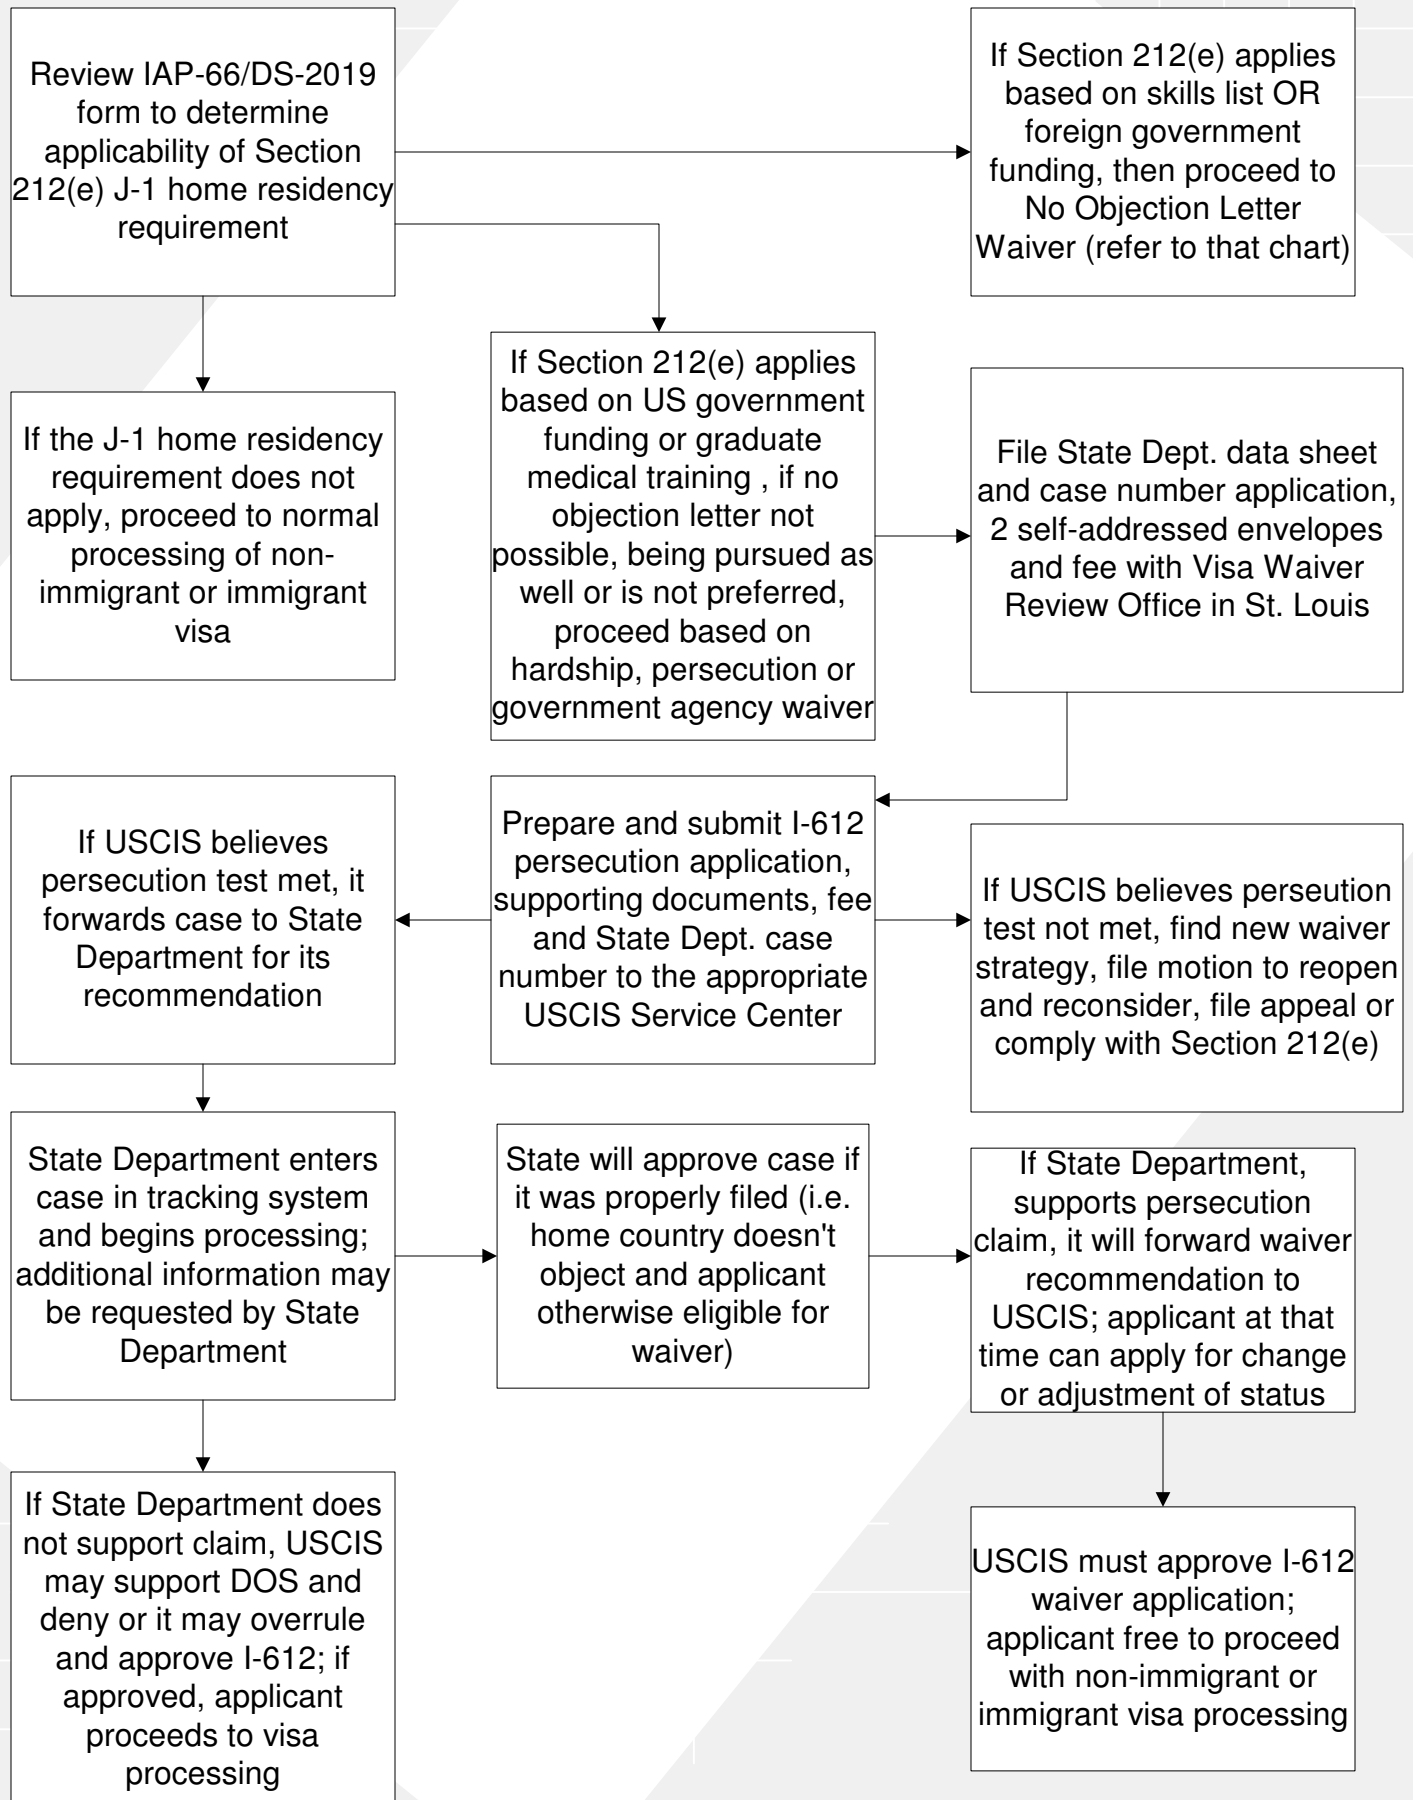 Review IAP-66/DS-2019
form to determine
applicability of Section
212(e) J-1 home residency
requirement
If Section 212(e) applies
based on skills list OR
foreign government
funding, then proceed to
No Objection Letter
Waiver (refer to that chart)
If the J-1 home residency
requirement does not
apply, proceed to normal
processing of non-
immigrant or immigrant
visa
If Section 212(e) applies
based on US government
funding or graduate
medical training , if no
objection letter not
possible, being pursued as
well or is not preferred,
proceed based on
hardship, persecution or
government agency waiver
File State Dept. data sheet
and case number application,
2 self-addressed envelopes
and fee with Visa Waiver
Review Office in St. Louis
If USCIS believes
persecution test met, it
forwards case to State
Department for its
recommendation
Prepare and submit I-612
persecution application,
supporting documents, fee
and State Dept. case
number to the appropriate
USCIS Service Center
If USCIS believes perseution
test not met, find new waiver
strategy, file motion to reopen
and reconsider, file appeal or
comply with Section 212(e)
State Department enters
case in tracking system
and begins processing;
additional information may
be requested by State
Department
State will approve case if
it was properly filed (i.e.
home country doesn't
object and applicant
otherwise eligible for
waiver)
If State Department,
supports persecution
claim, it will forward waiver
recommendation to
USCIS; applicant at that
time can apply for change
or adjustment of status
If State Department does
not support claim, USCIS
may support DOS and
deny or it may overrule
and approve I-612; if
approved, applicant
proceeds to visa
processing
USCIS must approve I-612
waiver application;
applicant free to proceed
with non-immigrant or
immigrant visa processing